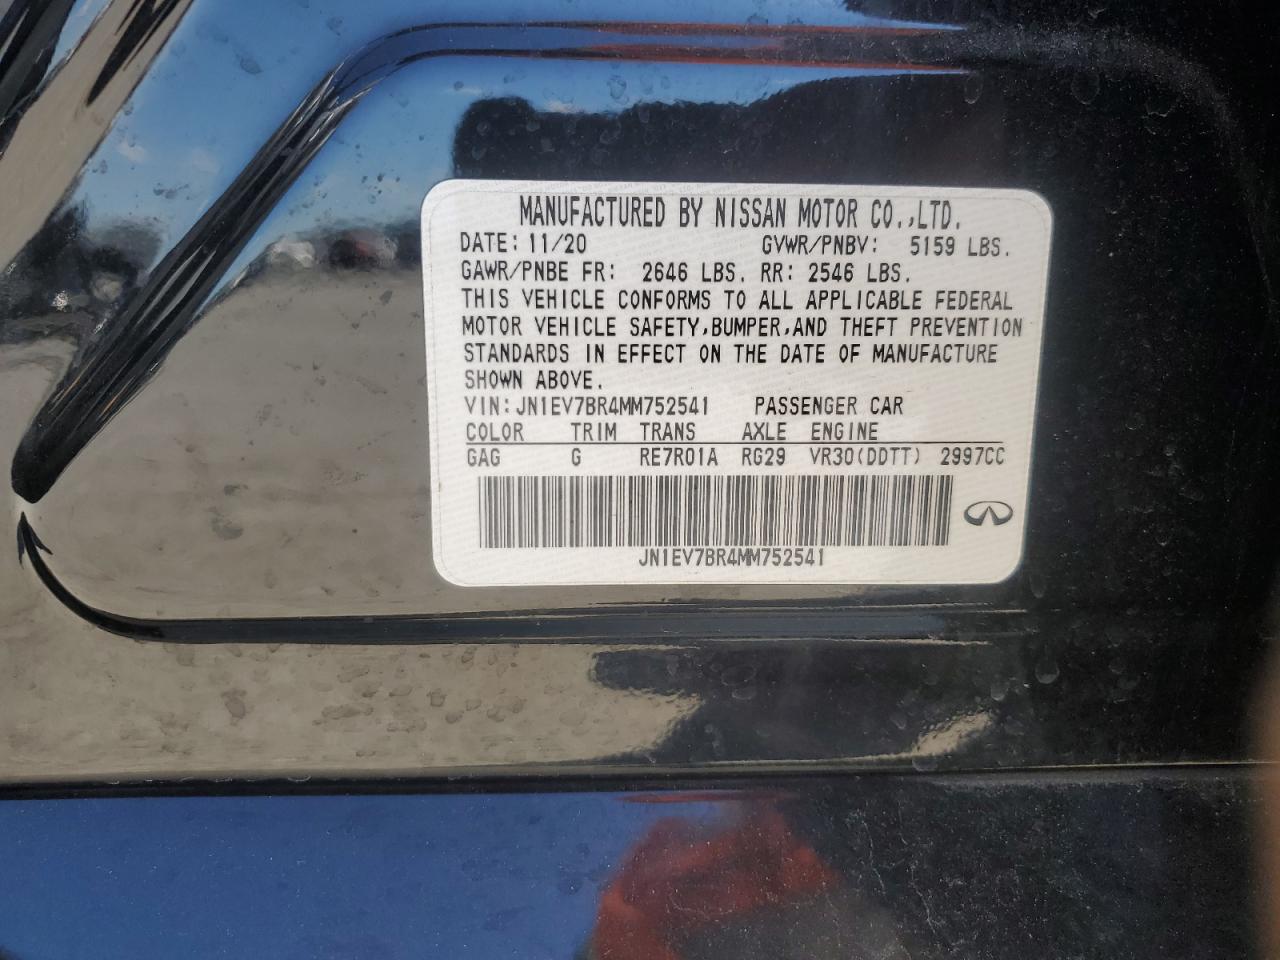 MANUFACTURED BY NISSAN MOTOR CO.,LTD.
DATE: 11/20 GVWR/PNBV: 5159 LBS.
GAWR/PNBE FR: 2646 LBS. RR: 2546 LBS.
THIS VEHICLE CONFORMS TO ALL APPLICABLE FEDERAL
MOTOR VEHICLE SAFETY,BUMPER,AND THEFT PREVENTION
STANDARDS IN EFFECT ON THE DATE OF MANUFACTURE
SHOWN ABOVE.
VIN: JN1EV7BR4MM752541 PASSENGER CAR
COLOR TRIM TRANS AXLE ENGINE
GAG G RE7R01A RG29 VR30(DDTT) 2997CC
JN1EV7BR4MM752541